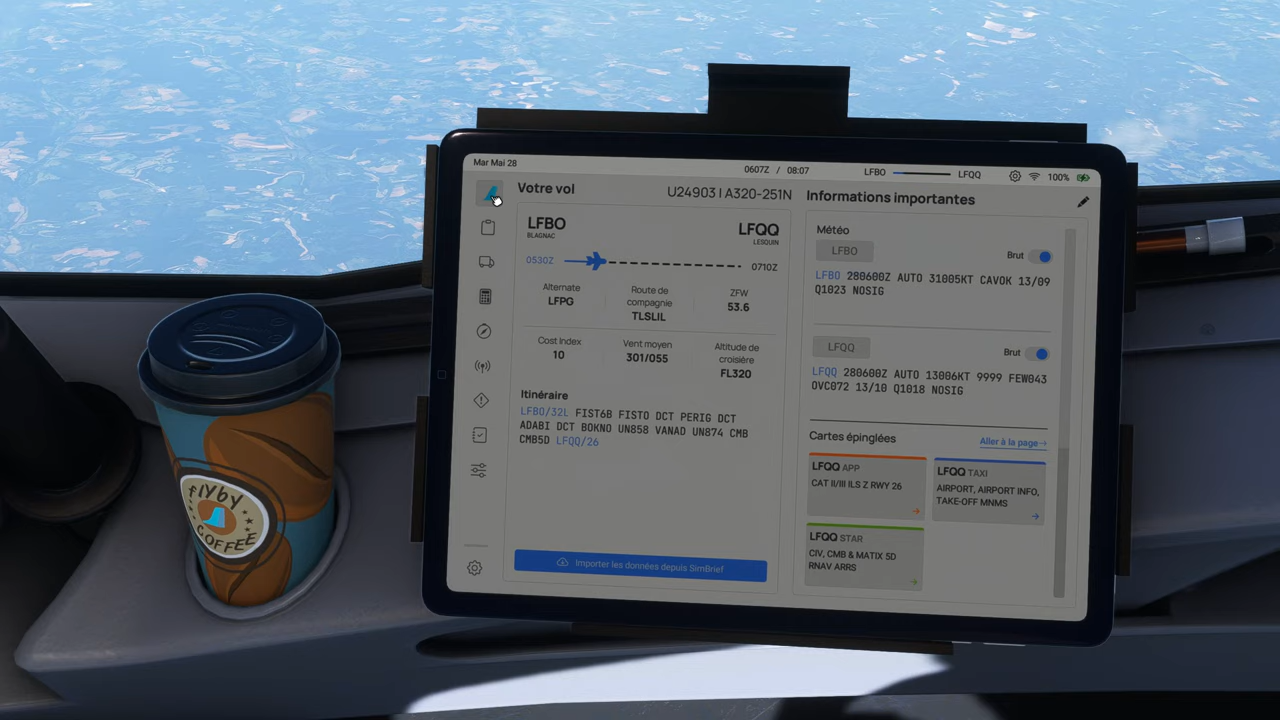 Mar Mai 28
0607Z / 08:07
LFBO LFQQ
100%
Votre vol
U24903 | A320-251N
LFBO
BLAGNAC
LFQQ
LESQUIN
0530Z
0710Z
Alternate
LFPG
Route de
compagnie
TLSLIL
ZFW
53.6
Cost Index
10
Vent moyen
301/055
Altitude de
croisière
FL320
Itinéraire
LFBO/32L FIST6B FISTO DCT PERIG DCT
ADABI DCT BOKNO UN858 VANAD UN874 CMB
CMB5D LFQQ/26
Importer les données depuis SimBrief
Informations importantes
Météo
LFBO
Brut
LFBO 280600Z AUTO 31005KT CAVOK 13/09
Q1023 NOSIG
LFQQ
Brut
LFQQ 280600Z AUTO 13006KT 9999 FEW043
OVC072 13/10 Q1018 NOSIG
Cartes épinglées
Aller à la page→
LFQQ APP
CAT II/III ILS Z RWY 26
LFQQ TAXI
AIRPORT, AIRPORT INFO,
TAKE-OFF MNMS
LFQQ STAR
CIV, CMB & MATIX 5D
RNAV ARRS
flyby
COFFEE